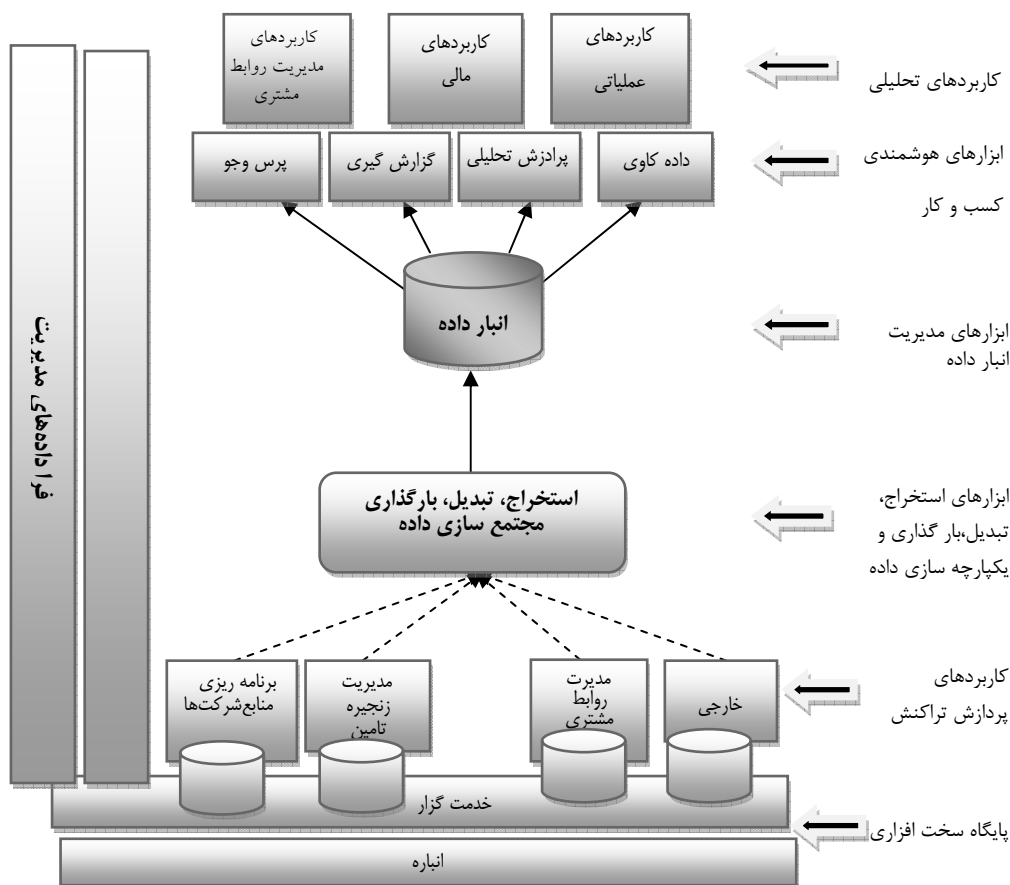 کاربردهای
عملیاتی
کاربردهای
مالی
کاربردهای
مدیریت روابط
مشتری
کاربردهای تحلیلی
داده کاوی
پرادزش تحلیلی
گزارش گیری
پرس وجو
ابزارهای هوشمندی
کسب و کار
انبار داده
ابزارهای مدیریت
انبار داده
فرا داده‌های مدیریت
استخراج، تبدیل، بارگذاری
مجتمع سازی داده
ابزارهای استخراج،
تبدیل،بار گذاری و
یکپارچه سازی داده
خارجی
مدیرت
روابط
مشتری
مدیریت
زنجیره
تامین
برنامه ریزی
منابع‌شرکت‌ها
کاربردهای
پردازش تراکنش
خدمت گزار
پایگاه سخت افزاری
انباره